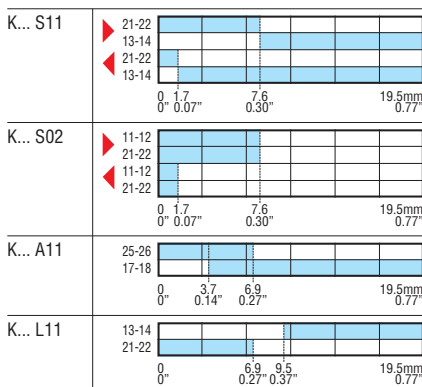 K... S11
21-22
13-14
21-22
13-14
0 1.7 7.6 19.5mm
0" 0.07" 0.30" 0.77"
K... S02
11-12
21-22
11-12
21-22
0 1.7 7.6 19.5mm
0" 0.07" 0.30" 0.77"
K... A11
25-26
17-18
0 3.7 6.9 19.5mm
0" 0.14" 0.27" 0.77"
K... L11
13-14
21-22
0 6.9 9.5 19.5mm
0" 0.27" 0.37" 0.77"